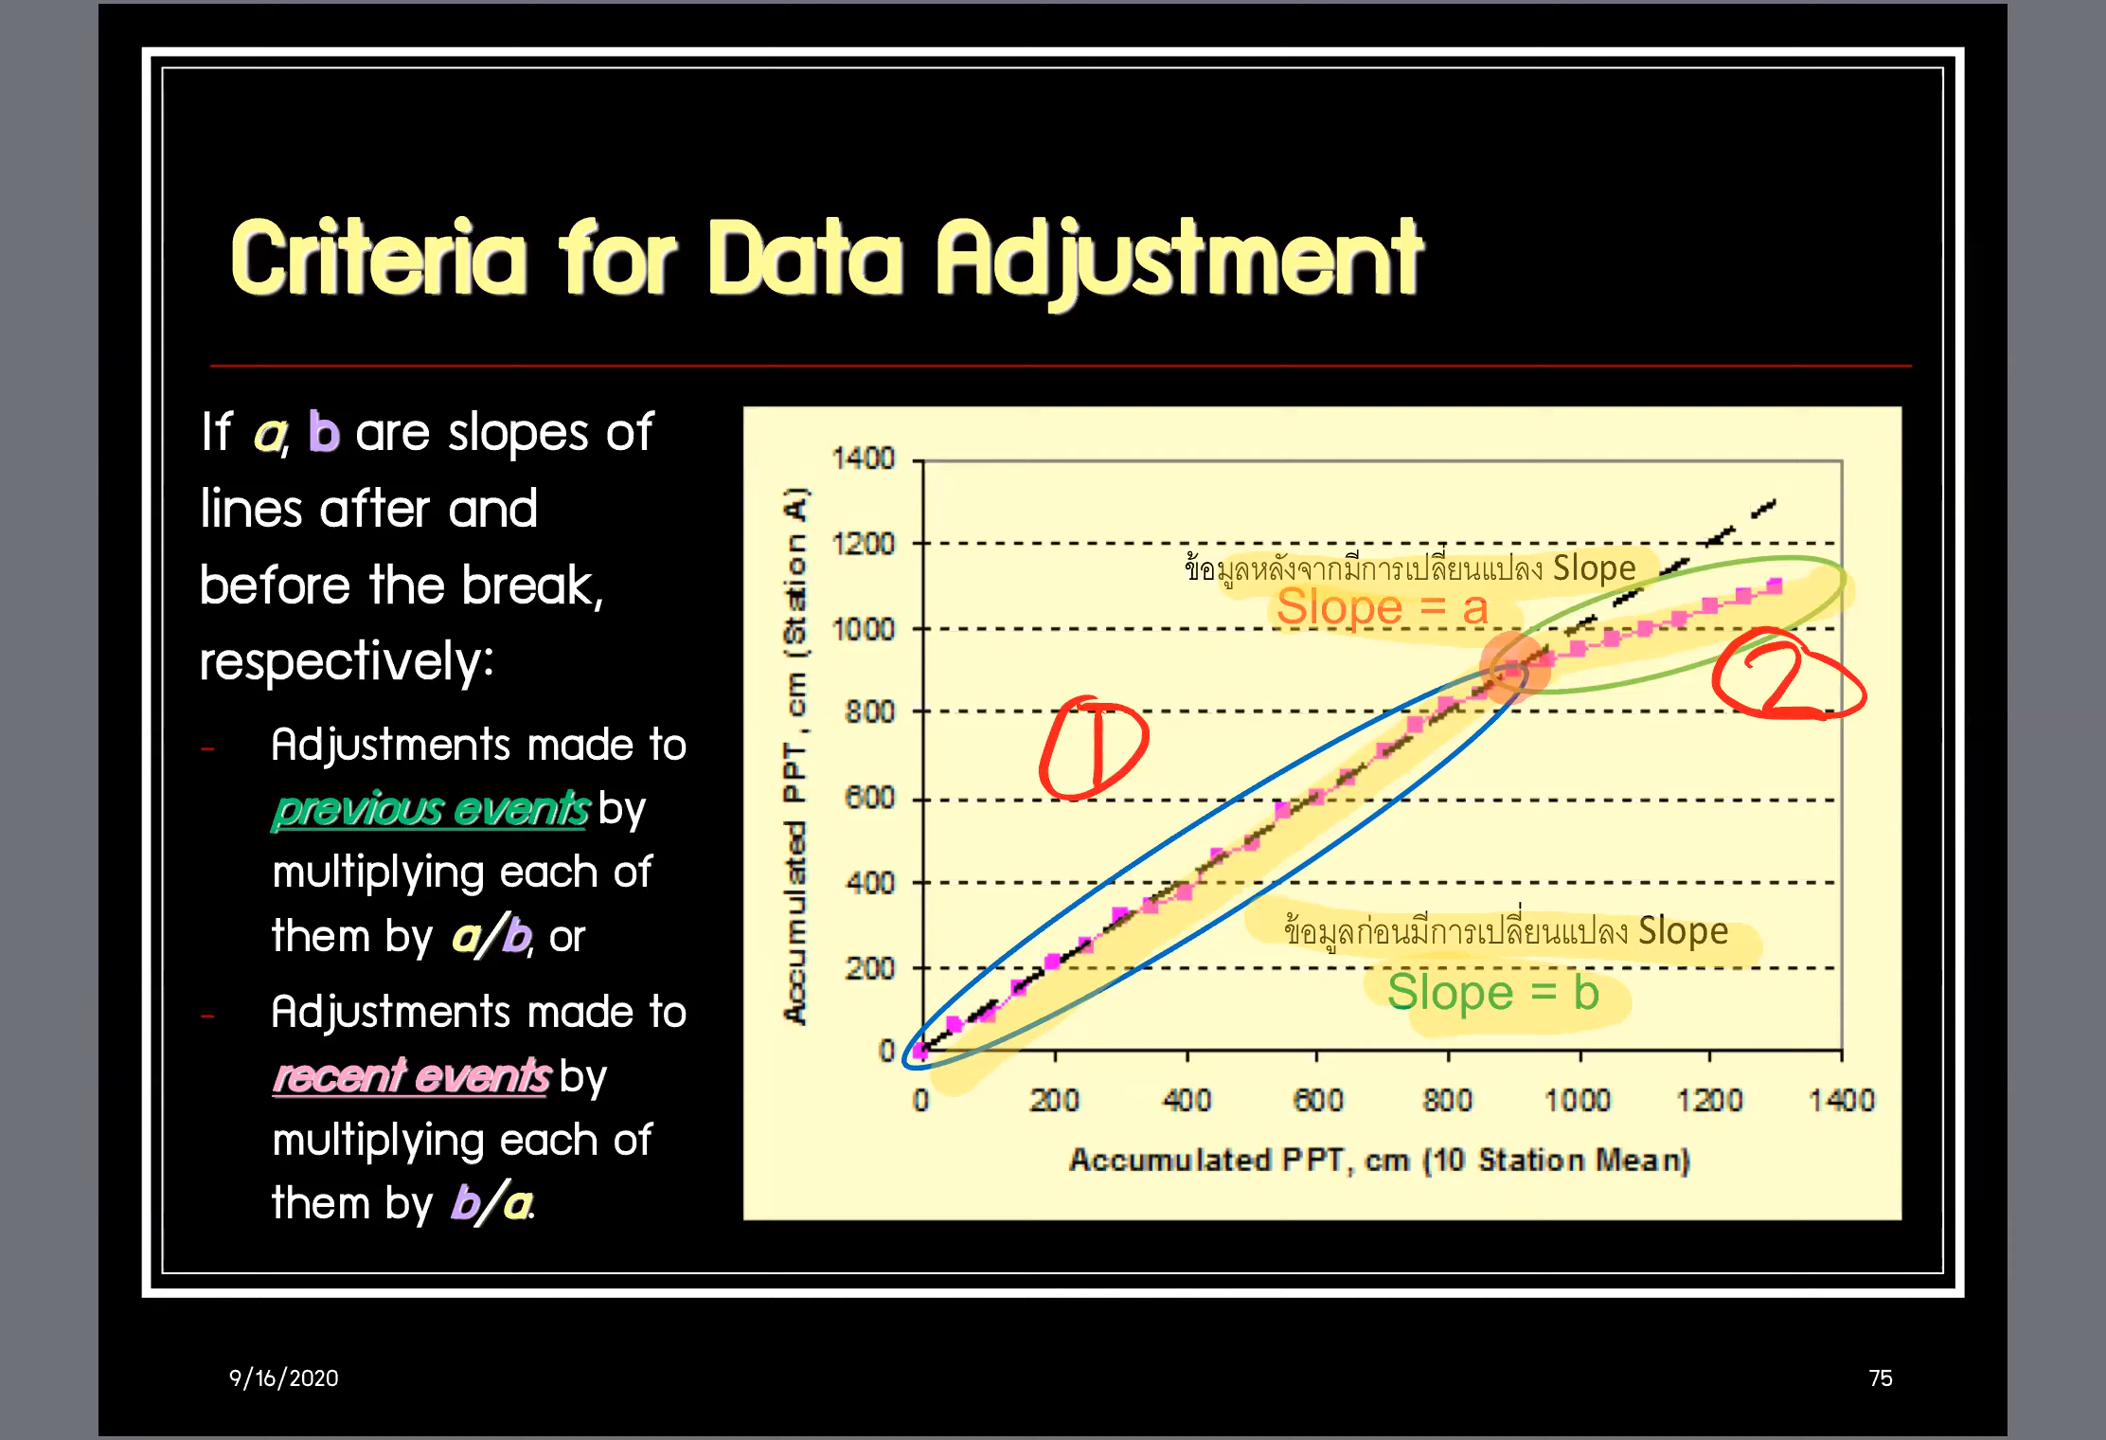 Criteria for Data Adjustment
If a, b are slopes of
lines after and
before the break,
respectively:
- Adjustments made to
previous events by
multiplying each of
them by a/b, or
- Adjustments made to
recent events by
multiplying each of
them by b/a.
Accumulated PPT, cm (Station A)
1400
1200
1000
800
600
400
200
0
ข้อมูลหลังจากมีการเปลี่ยนแปลง Slope
Slope = a
1
2
ข้อมูลก่อนมีการเปลี่ยนแปลง Slope
Slope = b
0 200 400 600 800 1000 1200 1400
Accumulated PPT, cm (10 Station Mean)
9/16/2020
75